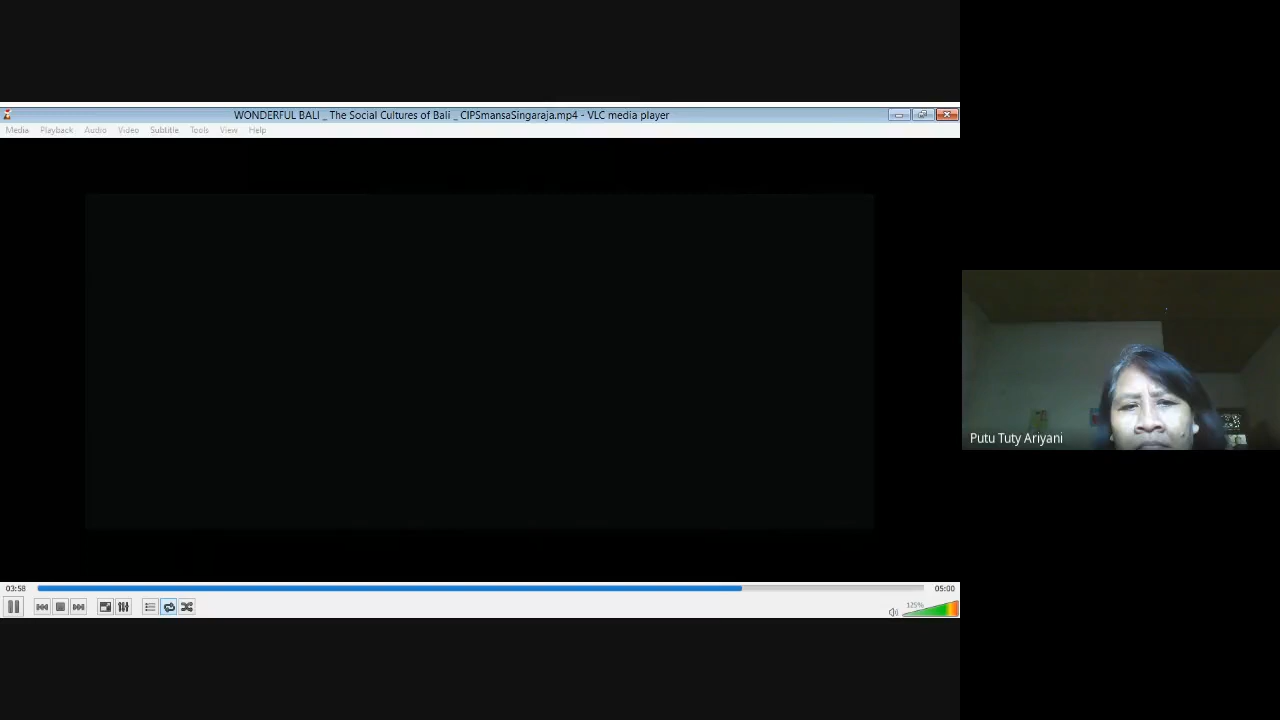 WONDERFUL BALI _ The Social Cultures of Bali _ CIPSmansaSingaraja.mp4 - VLC media player
Media Playback Audio Video Subtitle Tools View Help
Putu Tuty Ariyani
03:58 05:00
125%